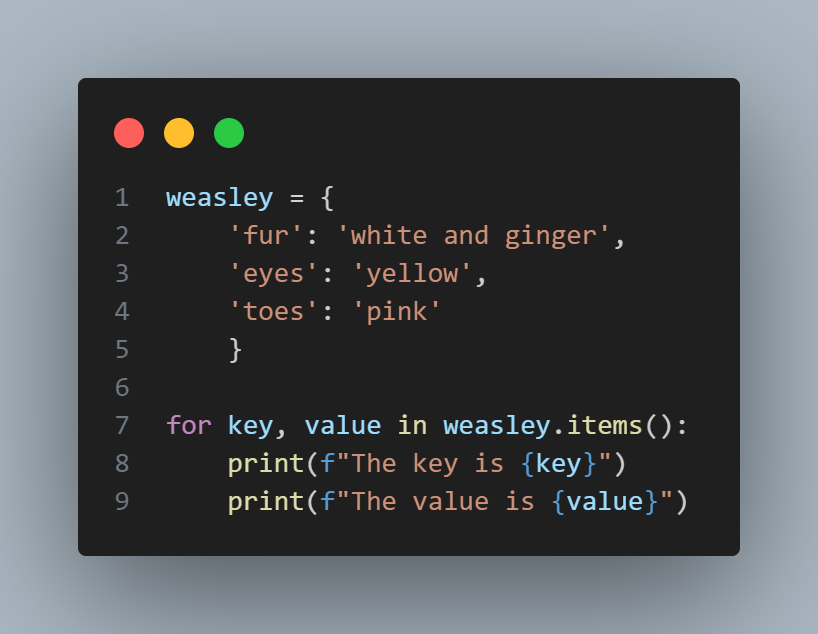 1 weasley = {
2     'fur': 'white and ginger',
3     'eyes': 'yellow',
4     'toes': 'pink'
5     }
6
7 for key, value in weasley.items():
8     print(f"The key is {key}")
9     print(f"The value is {value}")